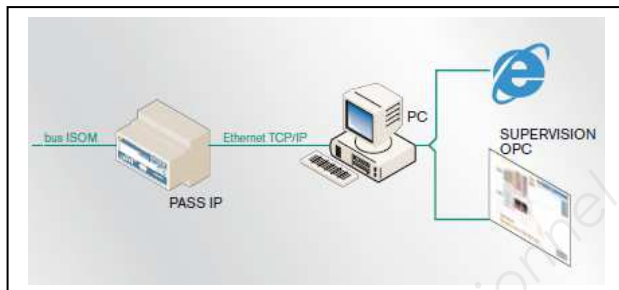 bus ISOM
Ethernet TCP/IP
PC
PASS IP
SUPERVISION
OPC